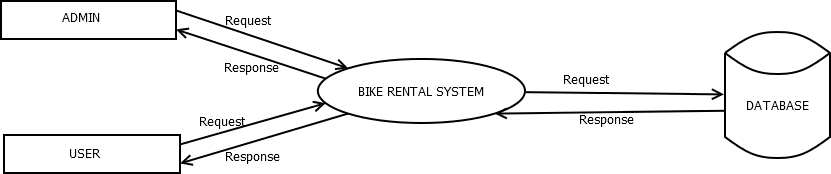 ADMIN
Request
Response
BIKE RENTAL SYSTEM
Request
Response
DATABASE
Request
Response
USER